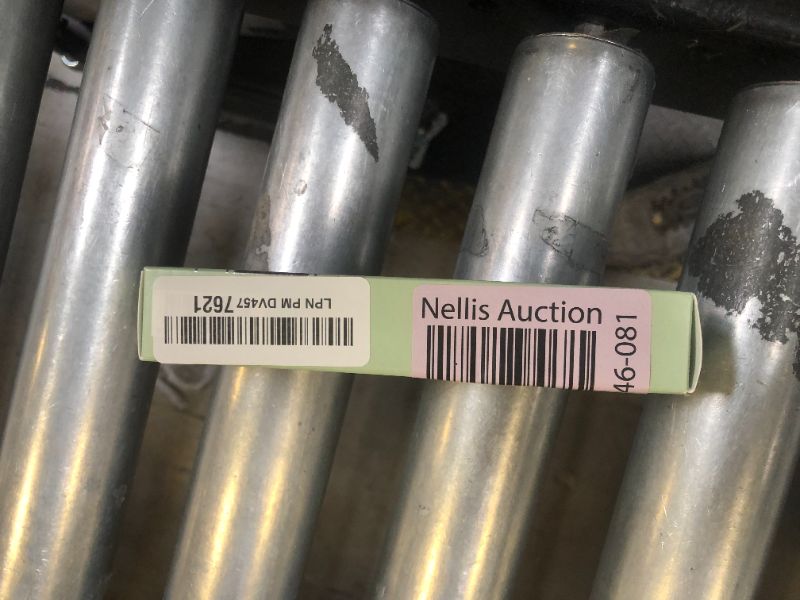 LPN PM DV457 7621
Nellis Auction
46-081